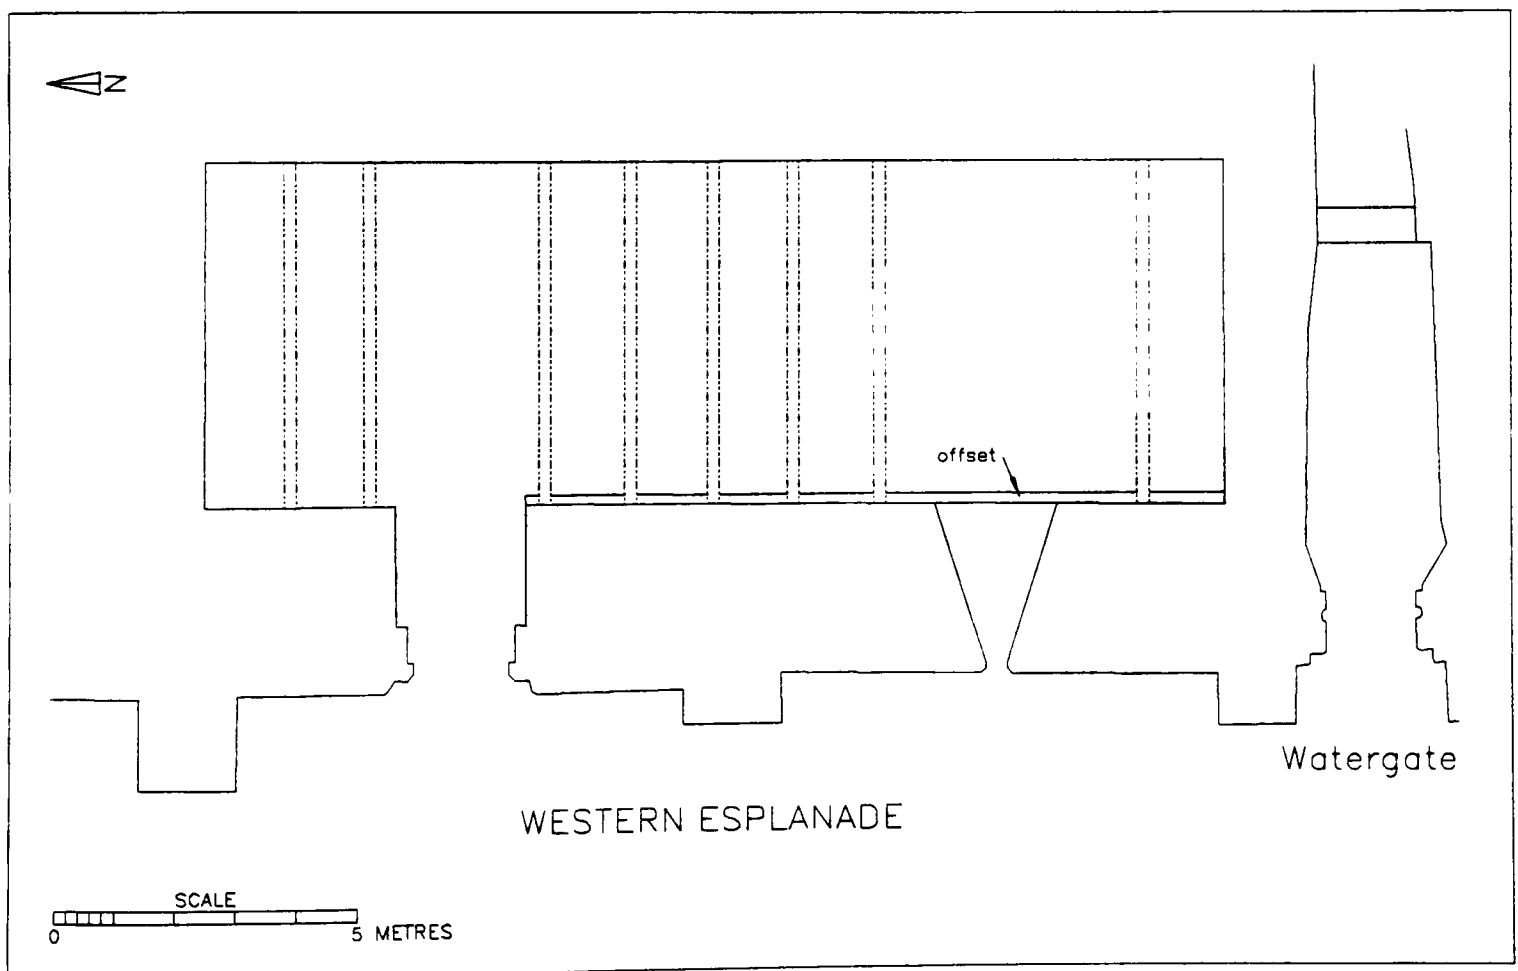 N
offset
Watergate
WESTERN ESPLANADE
SCALE
0 5 METRES